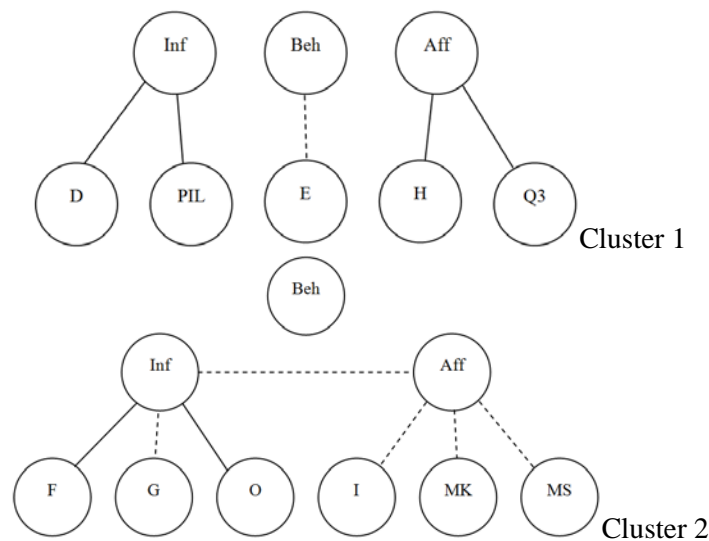 Inf Beh Aff
D PIL E H Q3
Cluster 1
Beh
Inf Aff
F G O I MK MS
Cluster 2